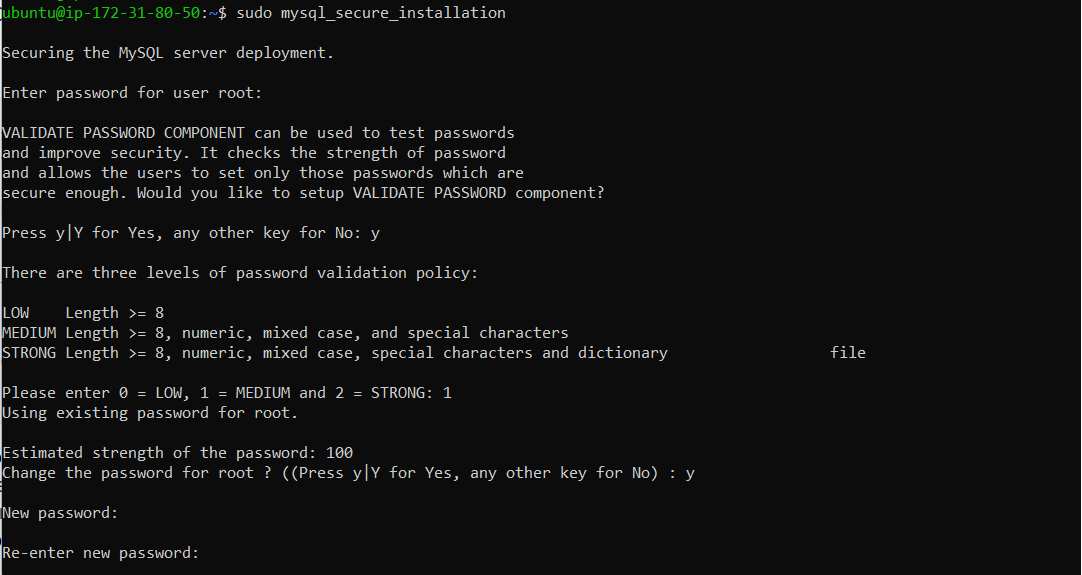 ubuntu@ip-172-31-80-50:~$ sudo mysql_secure_installation
Securing the MySQL server deployment.
Enter password for user root:
VALIDATE PASSWORD COMPONENT can be used to test passwords
and improve security. It checks the strength of password
and allows the users to set only those passwords which are
secure enough. Would you like to setup VALIDATE PASSWORD component?
Press y|Y for Yes, any other key for No: y
There are three levels of password validation policy:
LOW    Length >= 8
MEDIUM Length >= 8, numeric, mixed case, and special characters
STRONG Length >= 8, numeric, mixed case, special characters and dictionary                  file
Please enter 0 = LOW, 1 = MEDIUM and 2 = STRONG: 1
Using existing password for root.
Estimated strength of the password: 100
Change the password for root ? ((Press y|Y for Yes, any other key for No) : y
New password:
Re-enter new password: